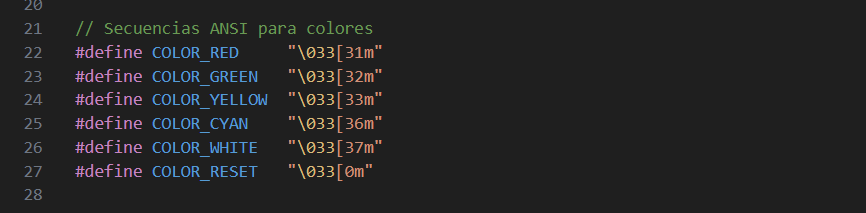 20
21 // Secuencias ANSI para colores
22 #define COLOR_RED     "\033[31m"
23 #define COLOR_GREEN   "\033[32m"
24 #define COLOR_YELLOW  "\033[33m"
25 #define COLOR_CYAN    "\033[36m"
26 #define COLOR_WHITE   "\033[37m"
27 #define COLOR_RESET   "\033[0m"
28